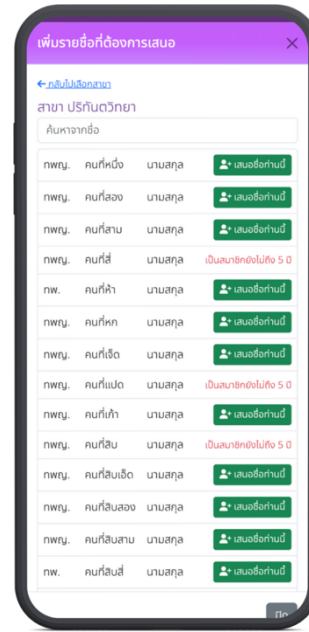 เพิ่มรายชื่อที่ต้องการเสนอ
กลับไปเลือกสาขา
สาขา ปริทันตวิทยา
ค้นหาจากชื่อ
ทพญ. คนที่หนึ่ง นามสกุล เสนอชื่อท่านนี้
ทพญ. คนที่สอง นามสกุล เสนอชื่อท่านนี้
ทพญ. คนที่สาม นามสกุล เสนอชื่อท่านนี้
ทพญ. คนที่สี่ นามสกุล เป็นสมาชิกยังไม่ถึง 5 ปี
ทพ. คนที่ห้า นามสกุล เสนอชื่อท่านนี้
ทพญ. คนที่หก นามสกุล เสนอชื่อท่านนี้
ทพญ. คนที่เจ็ด นามสกุล เสนอชื่อท่านนี้
ทพญ. คนที่แปด นามสกุล เป็นสมาชิกยังไม่ถึง 5 ปี
ทพญ. คนที่เก้า นามสกุล เสนอชื่อท่านนี้
ทพญ. คนที่สิบ นามสกุล เป็นสมาชิกยังไม่ถึง 5 ปี
ทพญ. คนที่สิบเอ็ด นามสกุล เสนอชื่อท่านนี้
ทพญ. คนที่สิบสอง นามสกุล เสนอชื่อท่านนี้
ทพญ. คนที่สิบสาม นามสกุล เสนอชื่อท่านนี้
ทพ. คนที่สิบสี่ นามสกุล เสนอชื่อท่านนี้
ปิด